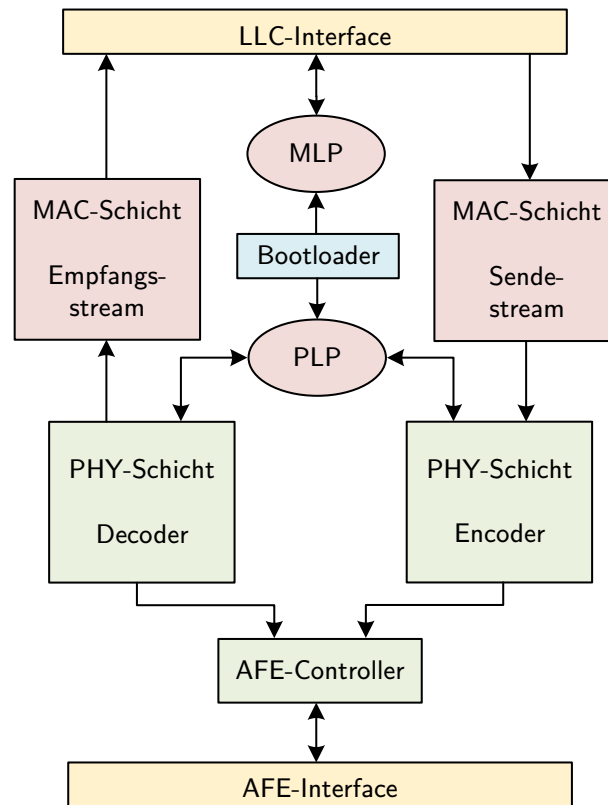 LLC-Interface
MLP
MAC-Schicht
Empfangs-
stream
MAC-Schicht
Sende-
stream
Bootloader
PLP
PHY-Schicht
Decoder
PHY-Schicht
Encoder
AFE-Controller
AFE-Interface